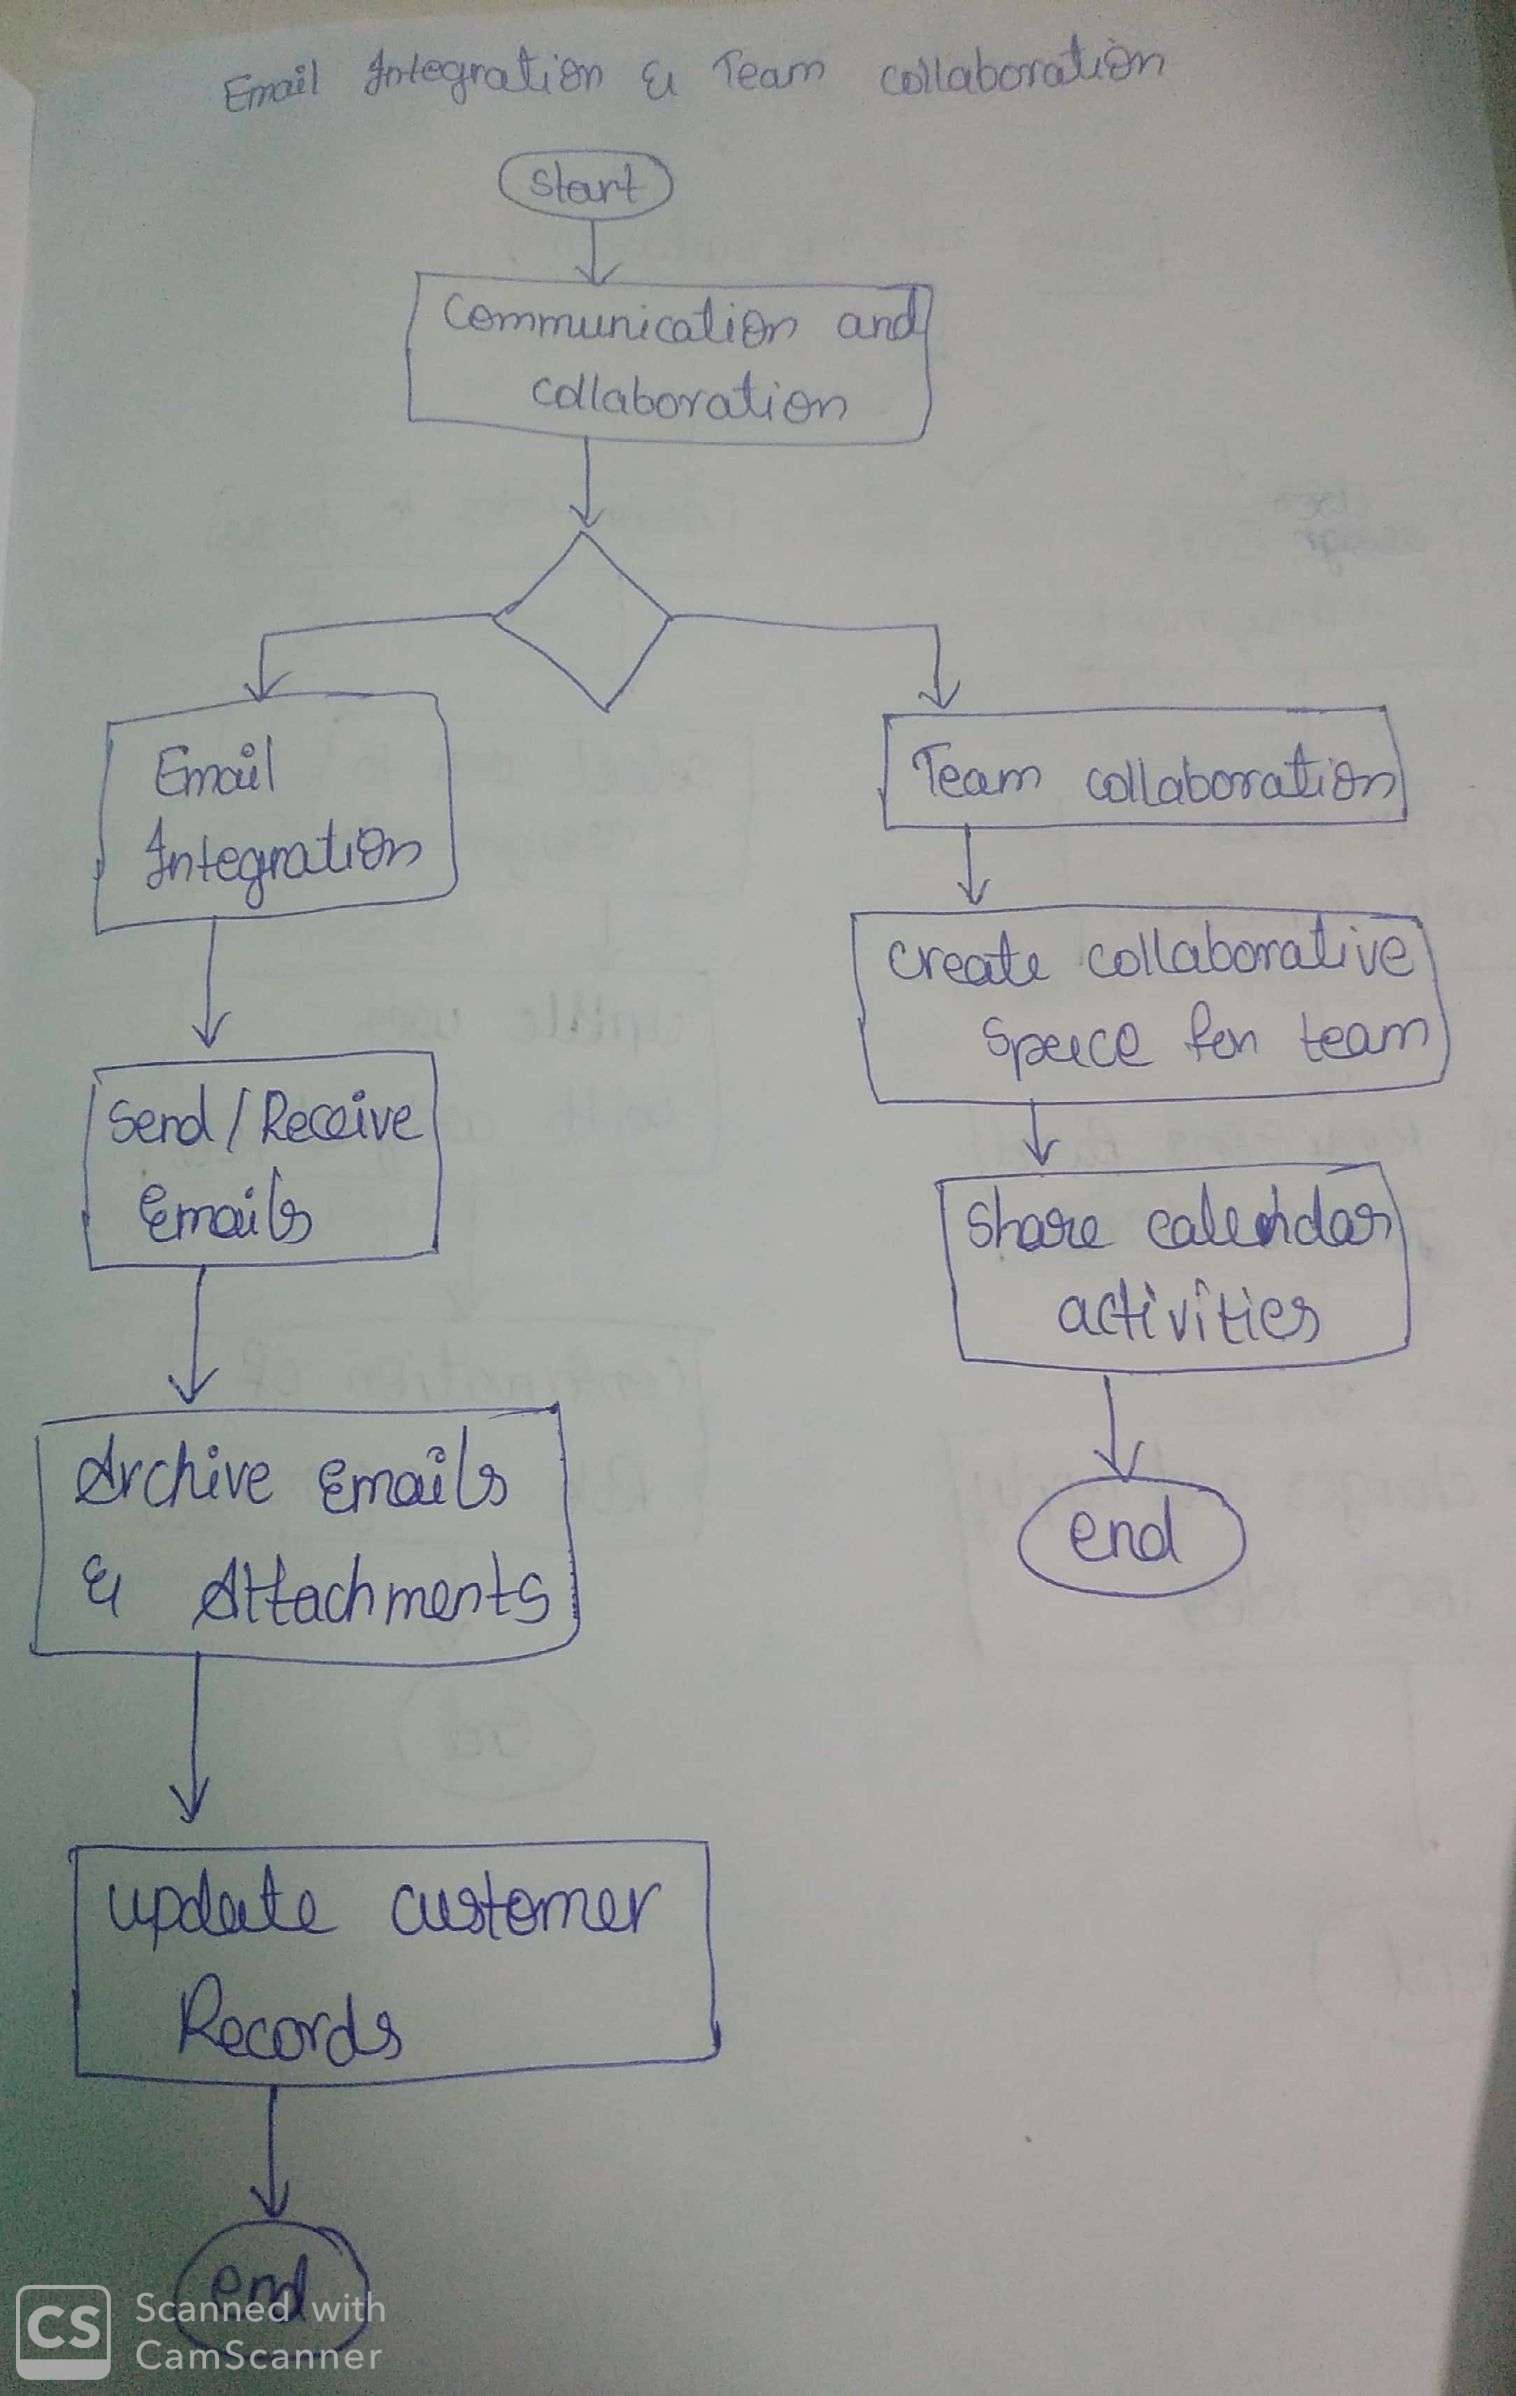 Email Integration & Team collaboration
start
Communication and
collaboration
Email
Integration
Team collaboration
create collaborative
space for team
Send/Receive
Emails
share calendar
activities
Archive Emails
& Attachments
end
update customer
Records
end
CS Scanned with
CamScanner